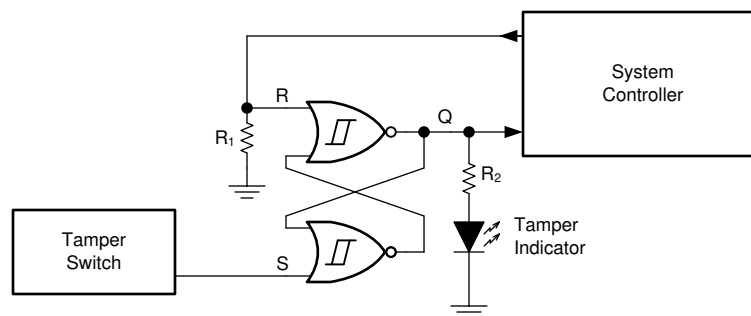 System
Controller
R
Q
R1
R2
Tamper
Switch
S
Tamper
Indicator